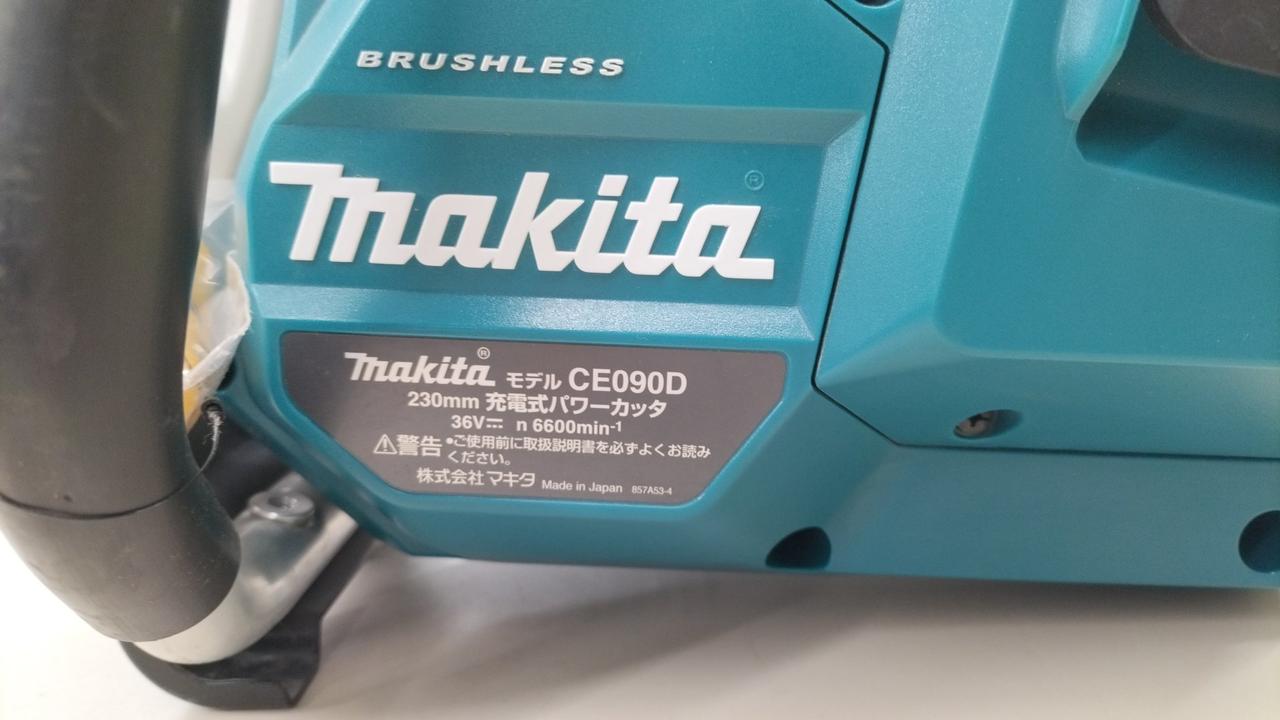 BRUSHLESS
makita®
makita® モデル CE090D
230mm 充電式パワーカッタ
36V⎓ n 6600min-1
⚠警告 •ご使用前に取扱説明書を必ずよくお読み
ください。
株式会社 マキタ Made in Japan 857A53-4